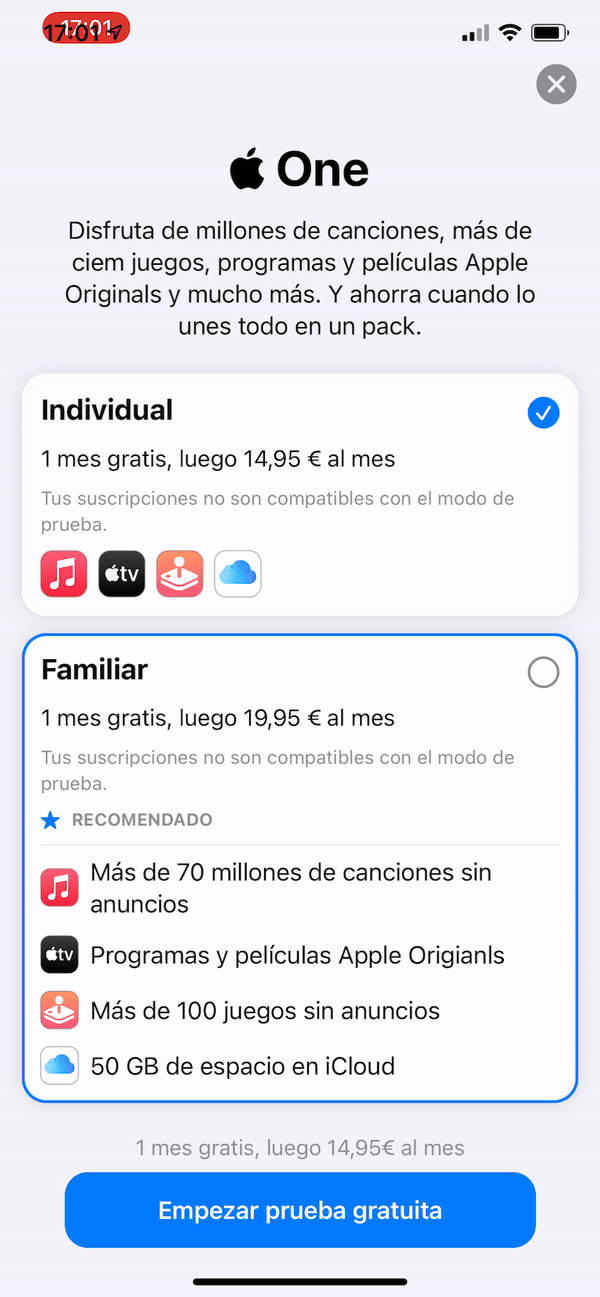 17:01
One
Disfruta de millones de canciones, más de
ciem juegos, programas y películas Apple
Originals y mucho más. Y ahorra cuando lo
unes todo en un pack.
Individual
1 mes gratis, luego 14,95 € al mes
Tus suscripciones no son compatibles con el modo de
prueba.
tv
Familiar
1 mes gratis, luego 19,95 € al mes
Tus suscripciones no son compatibles con el modo de
prueba.
RECOMENDADO
Más de 70 millones de canciones sin
anuncios
tv
Programas y películas Apple Origianls
Más de 100 juegos sin anuncios
50 GB de espacio en iCloud
1 mes gratis, luego 14,95€ al mes
Empezar prueba gratuita